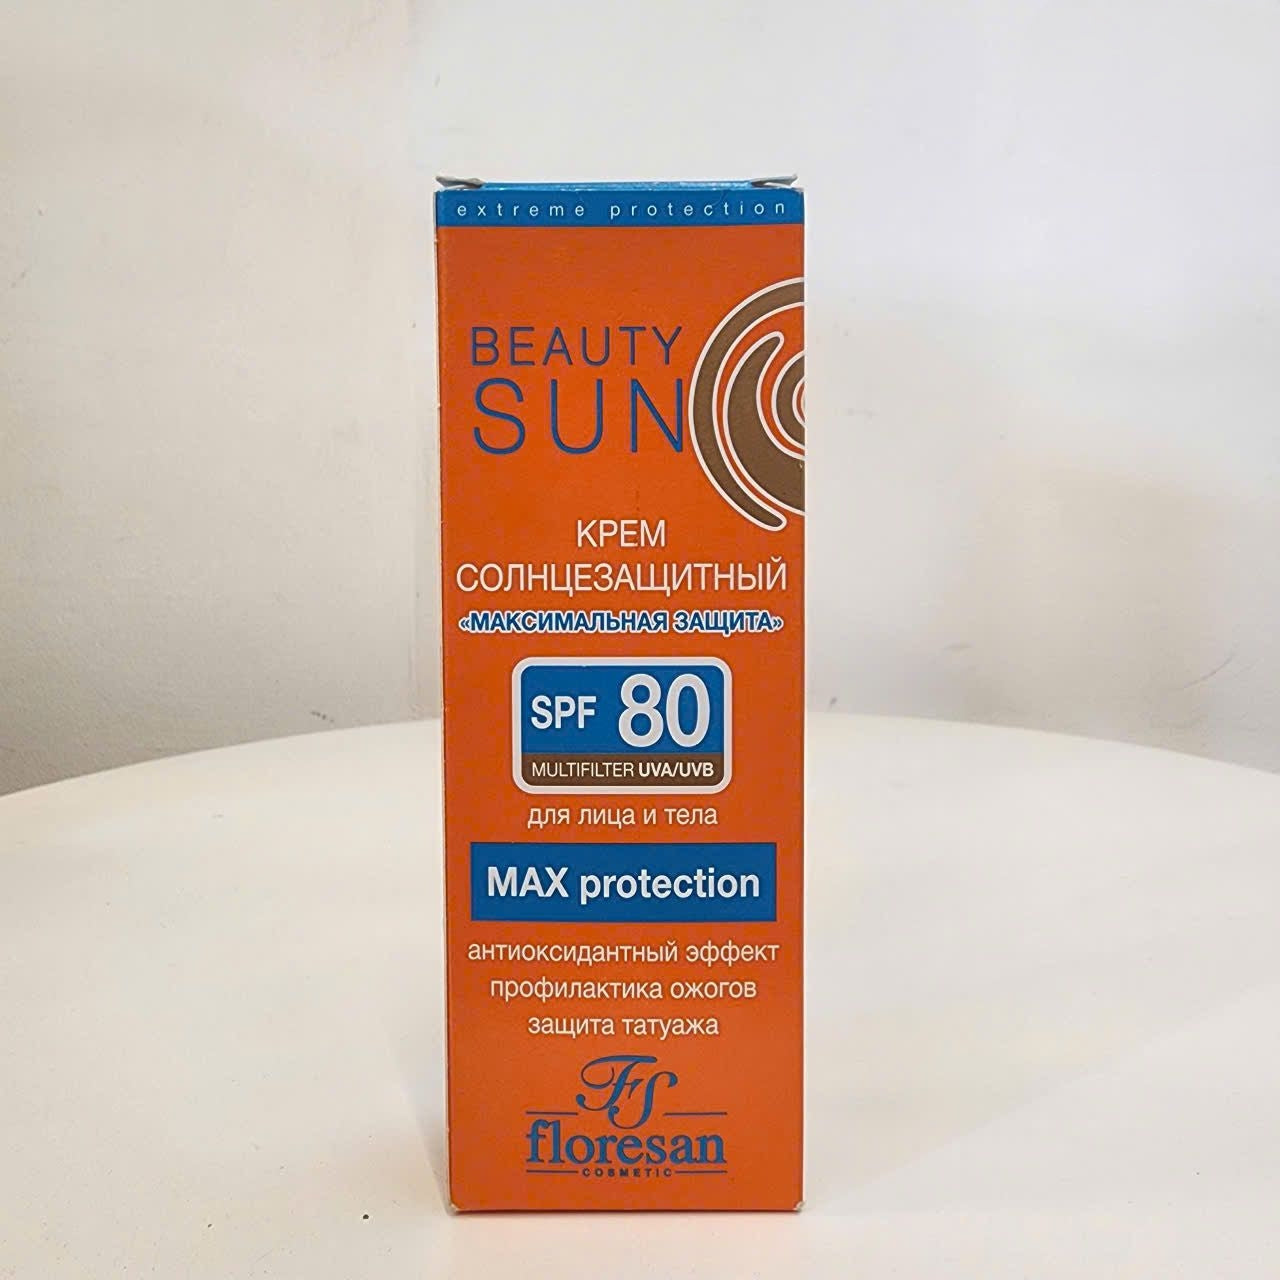 extreme protection
BEAUTY
SUN
КРЕМ
СОЛНЦЕЗАЩИТНЫЙ
«МАКСИМАЛЬНАЯ ЗАЩИТА»
SPF 80
MULTIFILTER UVA/UVB
для лица и тела
MAX protection
антиоксидантный эффект
профилактика ожогов
защита татуажа
FS
floresan
COSMETIC